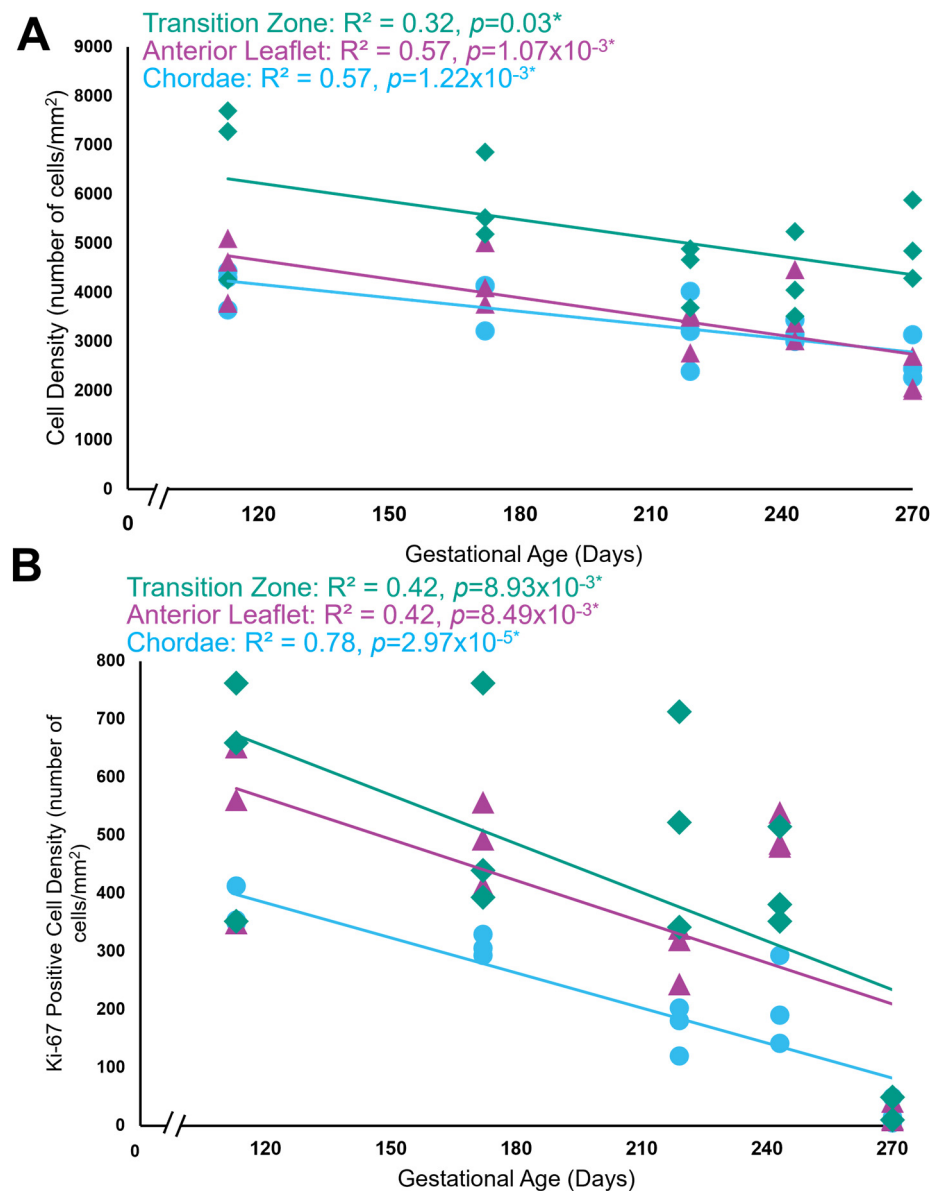 A
Transition Zone: R² = 0.32, p=0.03*
Anterior Leaflet: R² = 0.57, p=1.07x10⁻³*
Chordae: R² = 0.57, p=1.22x10⁻³*
Cell Density (number of cells/mm²)
9000
8000
7000
6000
5000
4000
3000
2000
1000
0
0 120 150 180 210 240 270
Gestational Age (Days)
B
Transition Zone: R² = 0.42, p=8.93x10⁻³*
Anterior Leaflet: R² = 0.42, p=8.49x10⁻³*
Chordae: R² = 0.78, p=2.97x10⁻⁵*
Ki-67 Positive Cell Density (number of
cells/mm²)
800
700
600
500
400
300
200
100
0
0 120 150 180 210 240 270
Gestational Age (Days)